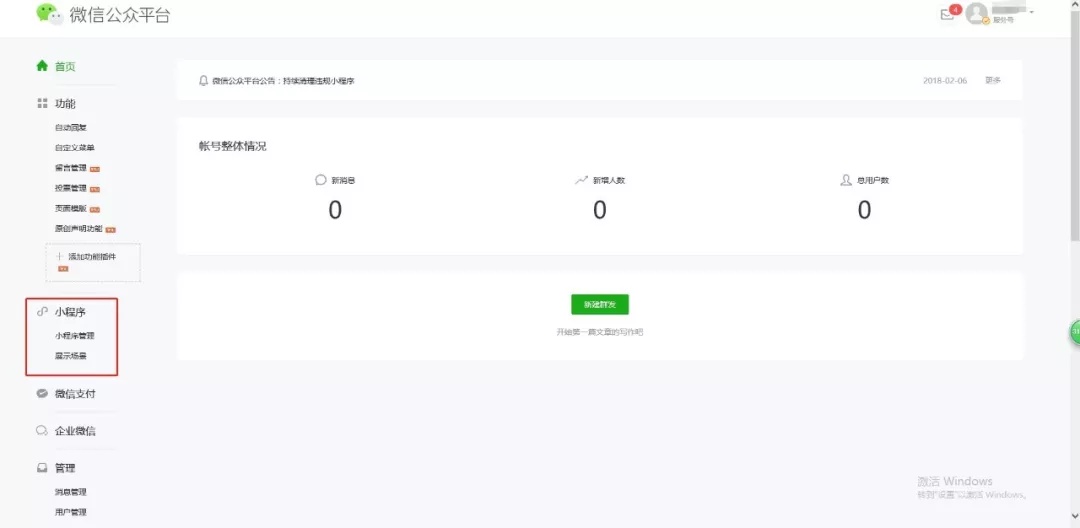 微信公众平台
4
服务号
首页
微信公众平台公告：持续清理违规小程序
2018-02-06
更多
功能
自动回复
自定义菜单
留言管理
投票管理
页面模版
原创声明功能
添加功能插件
帐号整体情况
新消息
0
新增人数
0
总用户数
0
新建群发
开始第一篇文章的写作吧
小程序
小程序管理
展示场景
微信支付
企业微信
管理
消息管理
用户管理
激活 Windows
转到"设置"以激活 Windows。
31